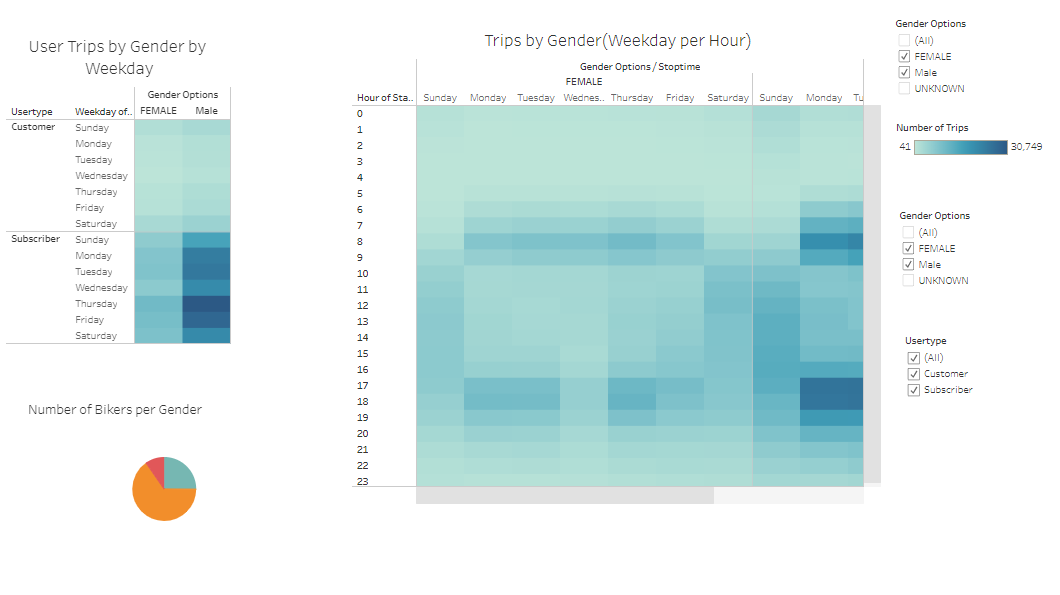 User Trips by Gender by
Weekday
Gender Options
Usertype Weekday of.. FEMALE Male
Customer Sunday
Monday
Tuesday
Wednesday
Thursday
Friday
Saturday
Subscriber Sunday
Monday
Tuesday
Wednesday
Thursday
Friday
Saturday
Number of Bikers per Gender
Trips by Gender(Weekday per Hour)
Gender Options / Stoptime
FEMALE
Hour of Sta.. Sunday Monday Tuesday Wednes.. Thursday Friday Saturday Sunday Monday Tu
0
1
2
3
4
5
6
7
8
9
10
11
12
13
14
15
16
17
18
19
20
21
22
23
Gender Options
(All)
FEMALE
Male
UNKNOWN
Number of Trips
41 30,749
Gender Options
(All)
FEMALE
Male
UNKNOWN
Usertype
(All)
Customer
Subscriber